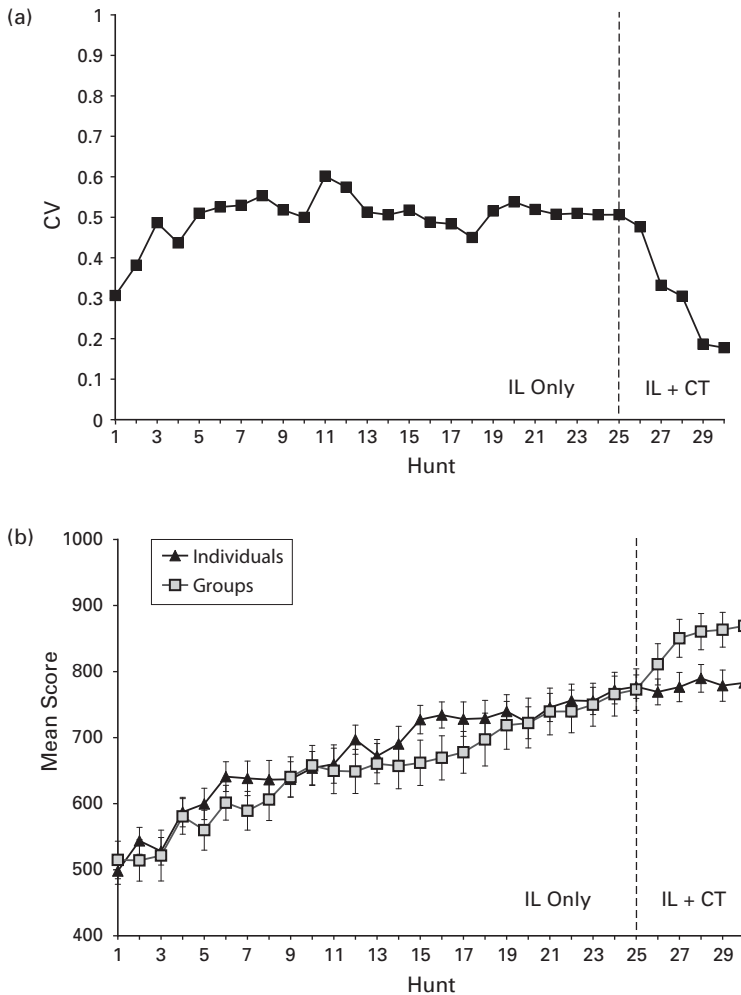 (a)
CV
1
0.9
0.8
0.7
0.6
0.5
0.4
0.3
0.2
0.1
0
IL Only
IL + CT
1 3 5 7 9 11 13 15 17 19 21 23 25 27 29
Hunt
(b)
Mean Score
1000
900
800
700
600
500
400
Individuals
Groups
IL Only
IL + CT
1 3 5 7 9 11 13 15 17 19 21 23 25 27 29
Hunt